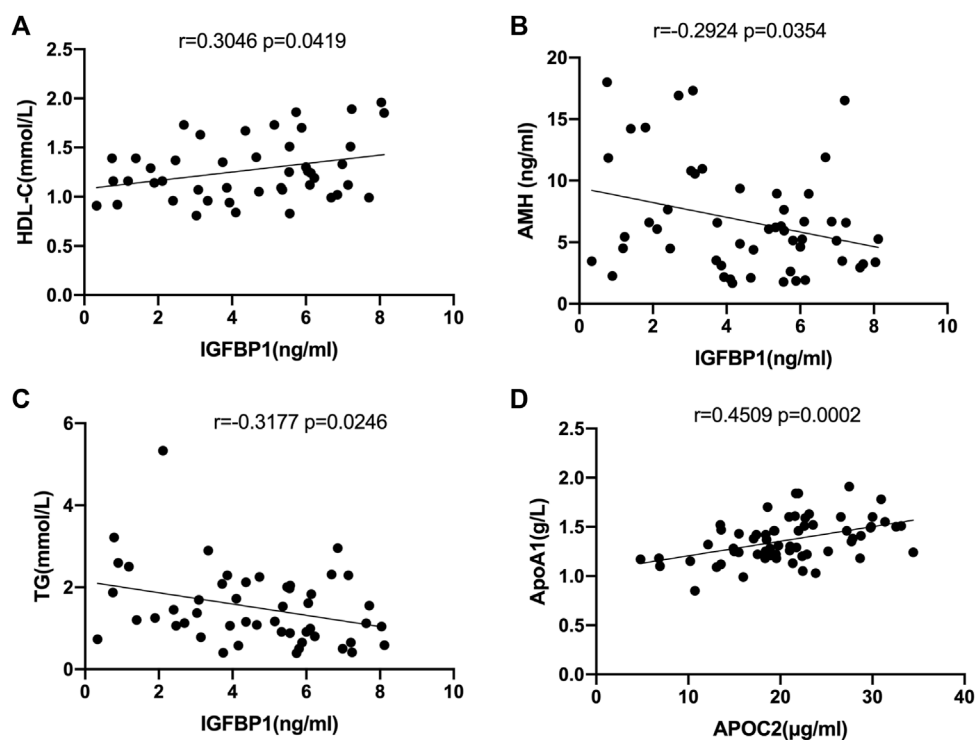 A
r=0.3046 p=0.0419
HDL-C(mmol/L)
2.5
2.0
1.5
1.0
0.5
0.0
0 2 4 6 8 10
IGFBP1(ng/ml)
B
r=-0.2924 p=0.0354
AMH (ng/ml)
20
15
10
5
0
0 2 4 6 8 10
IGFBP1(ng/ml)
C
r=-0.3177 p=0.0246
TG(mmol/L)
6
4
2
0
0 2 4 6 8 10
IGFBP1(ng/ml)
D
r=0.4509 p=0.0002
ApoA1(g/L)
2.5
2.0
1.5
1.0
0.5
0.0
0 10 20 30 40
APOC2(μg/ml)